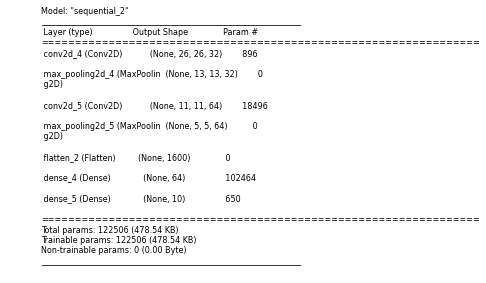 Model: "sequential_2"
_________________________________________________________________
Layer (type) Output Shape Param #
=================================================================
conv2d_4 (Conv2D) (None, 26, 26, 32) 896
max_pooling2d_4 (MaxPoolin (None, 13, 13, 32) 0
g2D)
conv2d_5 (Conv2D) (None, 11, 11, 64) 18496
max_pooling2d_5 (MaxPoolin (None, 5, 5, 64) 0
g2D)
flatten_2 (Flatten) (None, 1600) 0
dense_4 (Dense) (None, 64) 102464
dense_5 (Dense) (None, 10) 650
=================================================================
Total params: 122506 (478.54 KB)
Trainable params: 122506 (478.54 KB)
Non-trainable params: 0 (0.00 Byte)
_________________________________________________________________